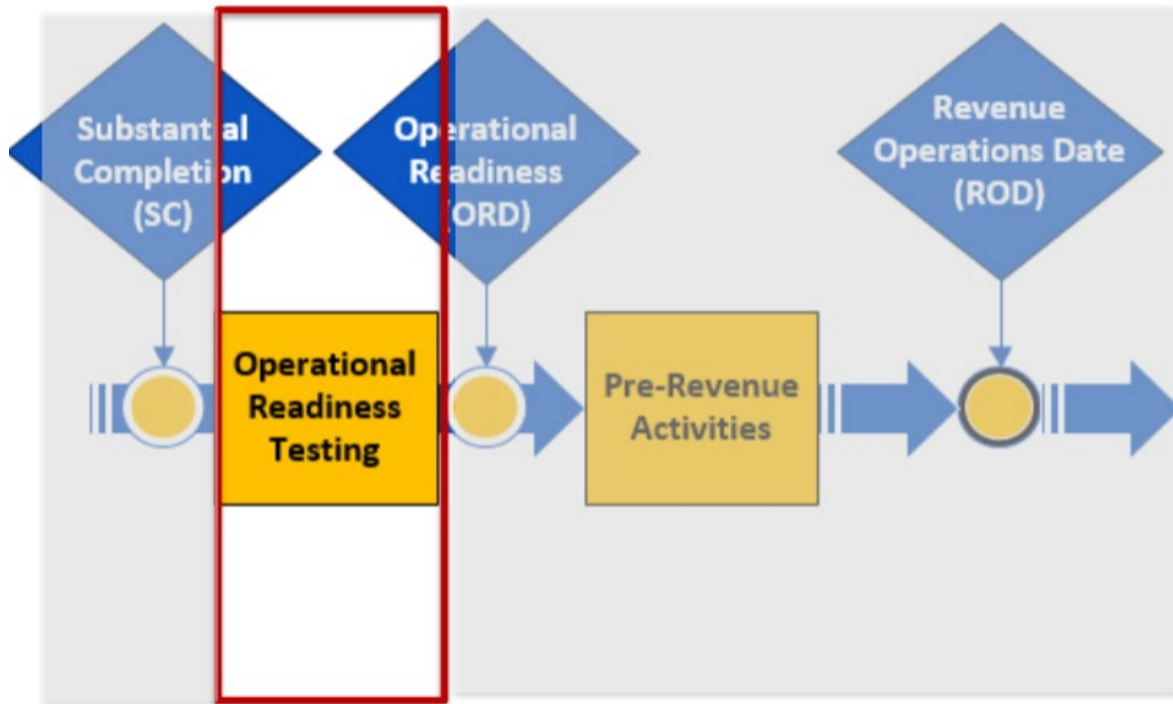 Substantial
Completion
(SC)
Operational
Readiness
(ORD)
Revenue
Operations Date
(ROD)
Operational
Readiness
Testing
Pre-Revenue
Activities